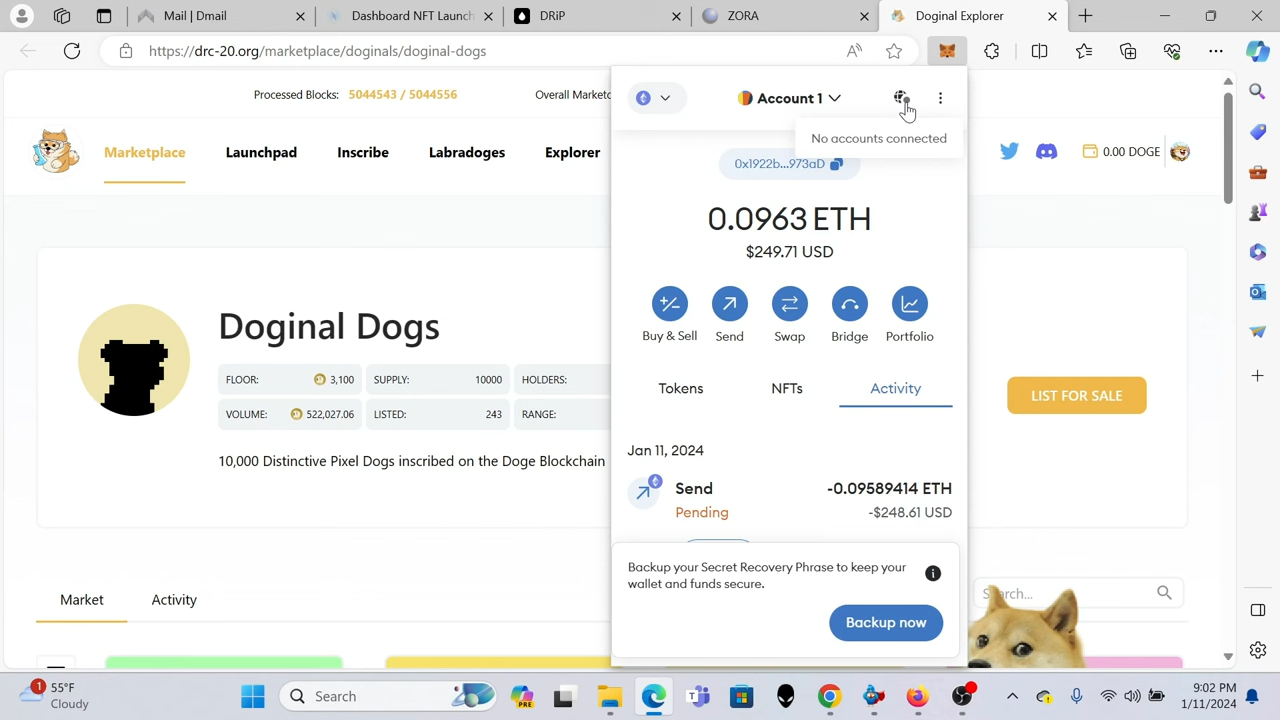 Mail | Dmail
Dashboard NFT Launch
DRiP
ZORA
Doginal Explorer
https://drc-20.org/marketplace/doginals/doginal-dogs
Processed Blocks: 5044543 / 5044556
Overall Marketc
Account 1
No accounts connected
Marketplace
Launchpad
Inscribe
Labradoges
Explorer
0.00 DOGE
0x1922b...973aD
0.0963 ETH
$249.71 USD
Buy & Sell
Send
Swap
Bridge
Portfolio
Doginal Dogs
FLOOR: 3,100
SUPPLY: 10000
HOLDERS:
VOLUME: 522,027.06
LISTED: 243
RANGE:
10,000 Distinctive Pixel Dogs inscribed on the Doge Blockchain
LIST FOR SALE
Tokens
NFTs
Activity
Jan 11, 2024
Send
-0.09589414 ETH
Pending
-$248.61 USD
Backup your Secret Recovery Phrase to keep your
wallet and funds secure.
Backup now
Market
Activity
1
55°F
Cloudy
Search
PRE
9:02 PM
1/11/2024